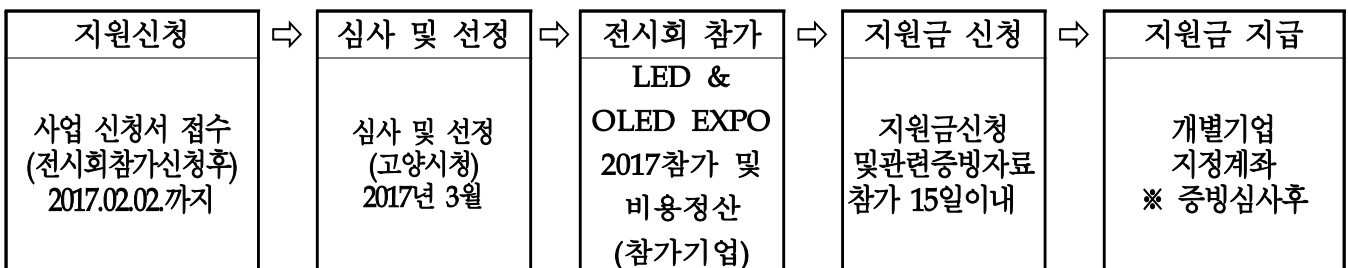 지원신청
⇨
심사 및 선정
⇨
전시회 참가
⇨
지원금 신청
⇨
지원금 지급
사업 신청서 접수
(전시회참가신청후)
2017.02.02.까지
심사 및 선정
(고양시청)
2017년 3월
LED &
OLED EXPO
2017참가 및
비용정산
(참가기업)
지원금신청
및관련증빙자료
참가 15일이내
개별기업
지정계좌
※ 증빙심사후